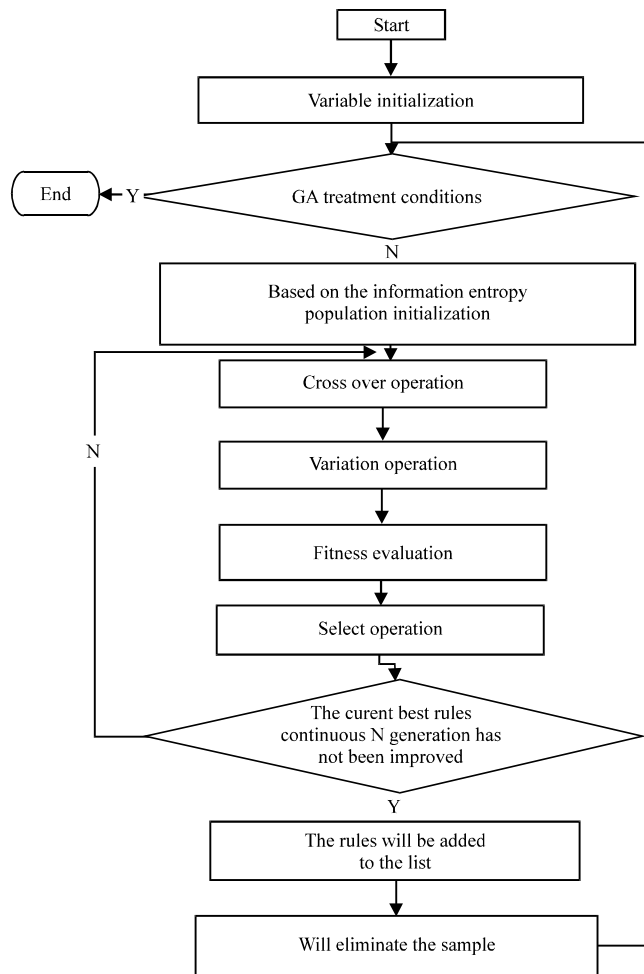 Start
Variable initialization
End
Y
GA treatment conditions
N
Based on the information entropy
population initialization
Cross over operation
N
Variation operation
Fitness evaluation
Select operation
The curent best rules
continuous N generation has
not been improved
Y
The rules will be added
to the list
Will eliminate the sample